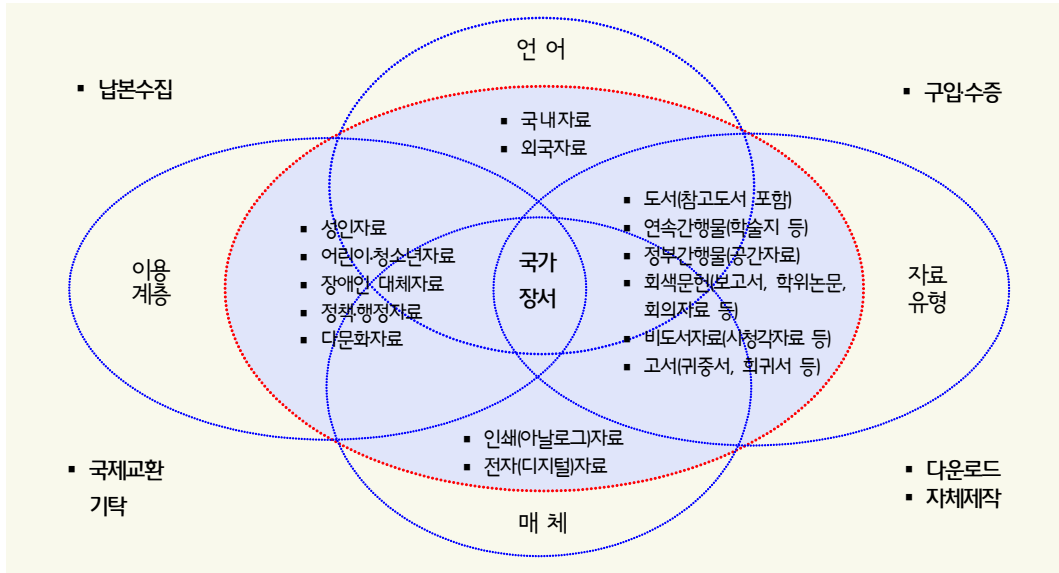 언 어
▪ 납본수집
▪ 구입·수증
▪ 국내자료
▪ 외국자료
▪ 성인자료
▪ 어린이·청소년자료
▪ 장애인 대체자료
▪ 정책·행정자료
▪ 다문화자료
이용
계층
국가
장서
▪ 도서(참고도서 포함)
▪ 연속간행물(학술지 등)
▪ 정부간행물(공간자료)
▪ 회색문헌(보고서, 학위논문,
회의자료 등)
▪ 비도서자료(시청각자료 등)
▪ 고서(귀중서, 희귀서 등)
자료
유형
▪ 인쇄(아날로그)자료
▪ 전자(디지털)자료
▪ 국제교환
기탁
▪ 다운로드
▪ 자체제작
매 체